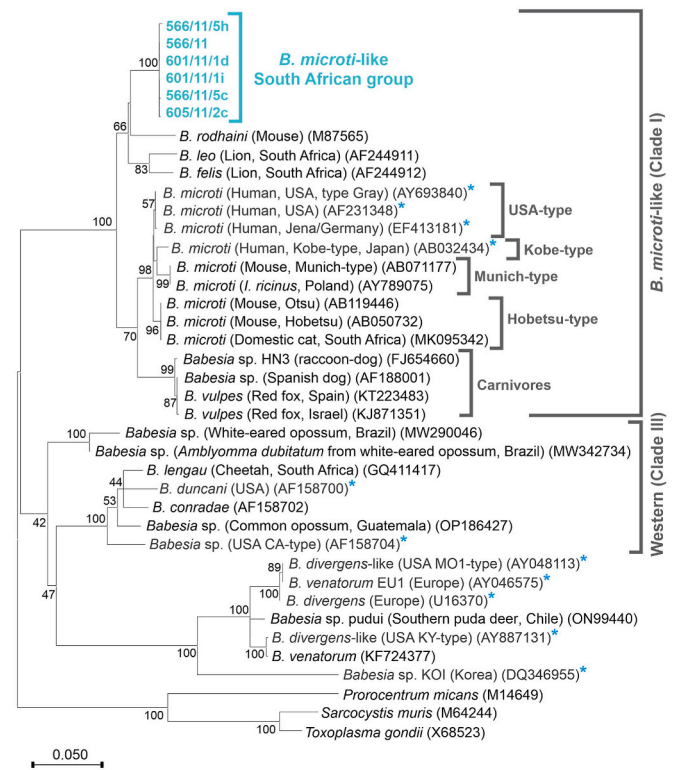 566/11/5h
566/11
601/11/1d
601/11/1i
566/11/5c
605/11/2c
B. microti-like
South African group
100
66
B. rodhaini (Mouse) (M87565)
B. leo (Lion, South Africa) (AF244911)
B. felis (Lion, South Africa) (AF244912)
83
B. microti (Human, USA, type Gray) (AY693840)*
57
B. microti (Human, USA) (AF231348)*
B. microti (Human, Jena/Germany) (EF413181)*
USA-type
100
B. microti (Human, Kobe-type, Japan) (AB032434)*
Kobe-type
98
B. microti (Mouse, Munich-type) (AB071177)
99
B. microti (I. ricinus, Poland) (AY789075)
Munich-type
B. microti (Mouse, Otsu) (AB119446)
B. microti (Mouse, Hobetsu) (AB050732)
96
B. microti (Domestic cat, South Africa) (MK095342)
Hobetsu-type
70
Babesia sp. HN3 (raccoon-dog) (FJ654660)
99
Babesia sp. (Spanish dog) (AF188001)
B. vulpes (Red fox, Spain) (KT223483)
87
B. vulpes (Red fox, Israel) (KJ871351)
Carnivores
B. microti-like (Clade I)
100
Babesia sp. (White-eared opossum, Brazil) (MW290046)
Babesia sp. (Amblyomma dubitatum from white-eared opossum, Brazil) (MW342734)
B. lengau (Cheetah, South Africa) (GQ411417)
44
B. duncani (USA) (AF158700)*
53
B. conradae (AF158702)
100
Babesia sp. (Common opossum, Guatemala) (OP186427)
42
Babesia sp. (USA CA-type) (AF158704)*
Western (Clade III)
47
89
B. divergens-like (USA MO1-type) (AY048113)*
B. venatorum EU1 (Europe) (AY046575)*
100
B. divergens (Europe) (U16370)*
100
Babesia sp. pudui (Southern puda deer, Chile) (ON99440)
B. divergens-like (USA KY-type) (AY887131)*
100
100
B. venatorum (KF724377)
Babesia sp. KOI (Korea) (DQ346955)*
Prorocentrum micans (M14649)
100
Sarcocystis muris (M64244)
100
Toxoplasma gondii (X68523)
0.050